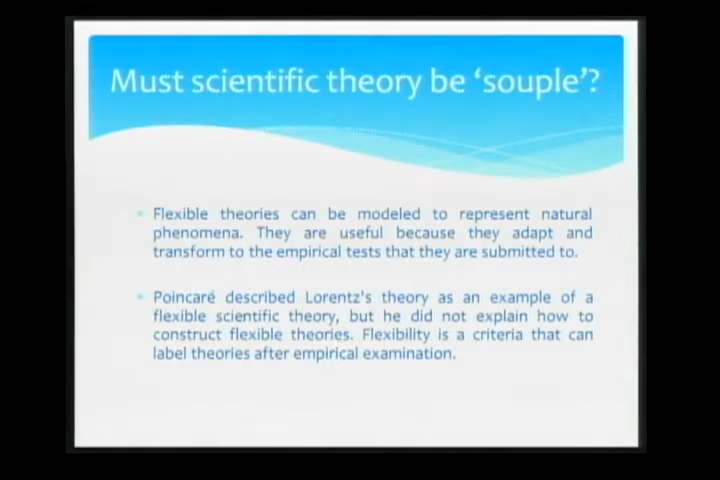 Must scientific theory be ‘souple’?
Flexible theories can be modeled to represent natural
phenomena. They are useful because they adapt and
transform to the empirical tests that they are submitted to.
Poincaré described Lorentz's theory as an example of a
flexible scientific theory, but he did not explain how to
construct flexible theories. Flexibility is a criteria that can
label theories after empirical examination.